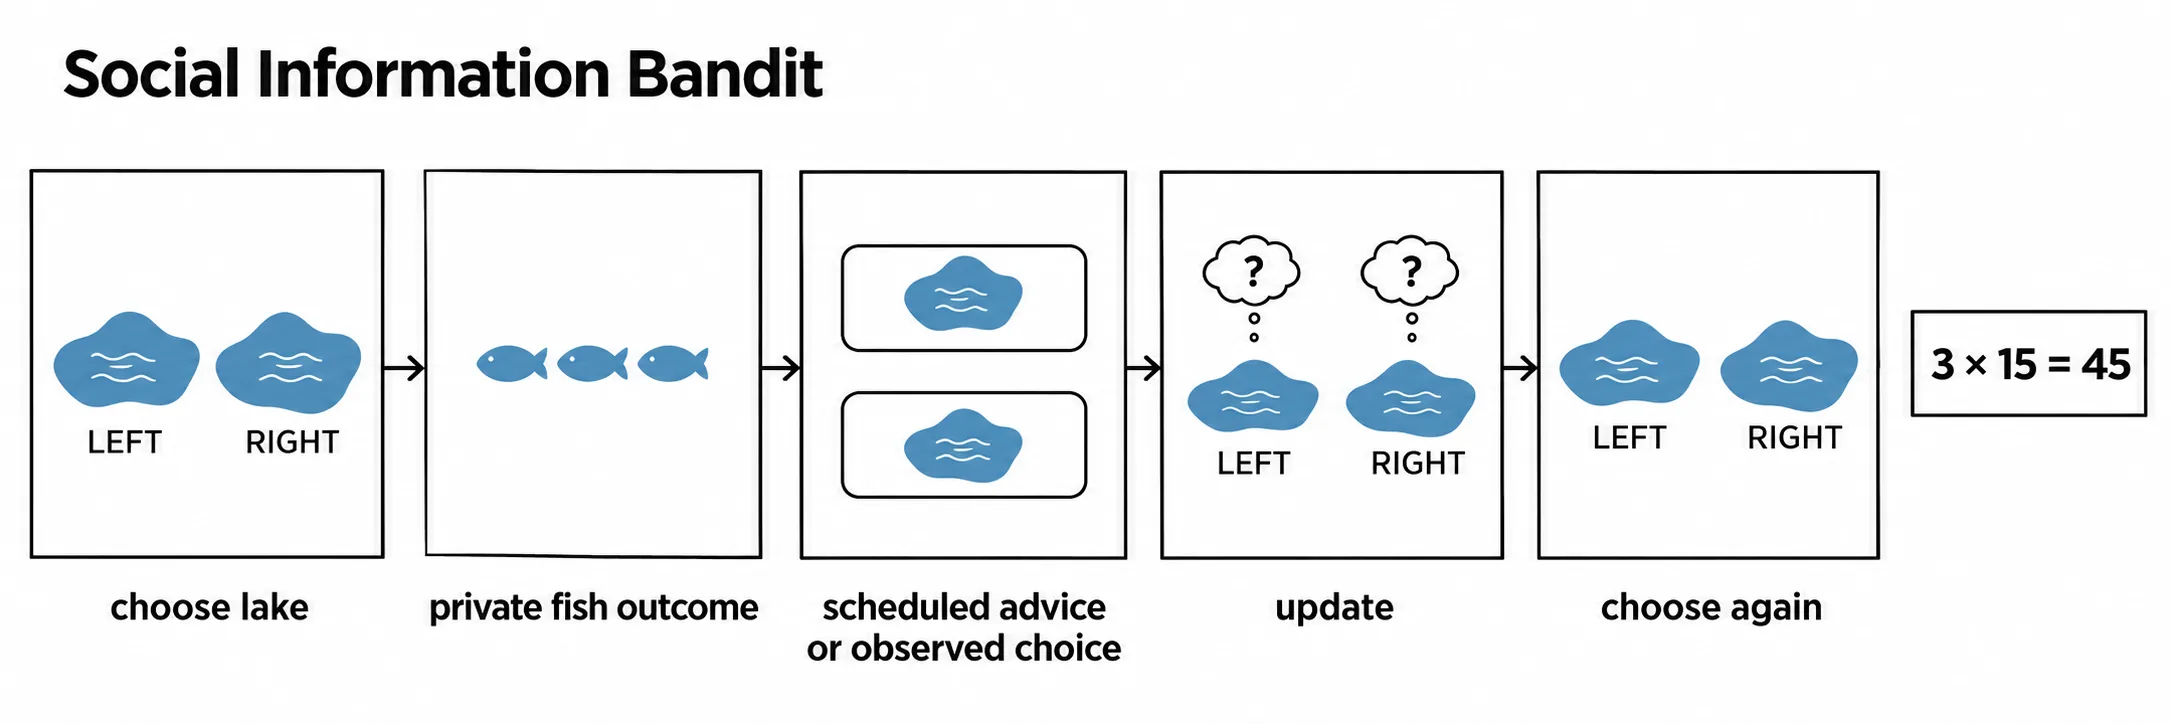 Social Information Bandit
LEFT
RIGHT
?
?
LEFT
RIGHT
LEFT
RIGHT
3 × 15 = 45
choose lake
private fish outcome
scheduled advice
or observed choice
update
choose again